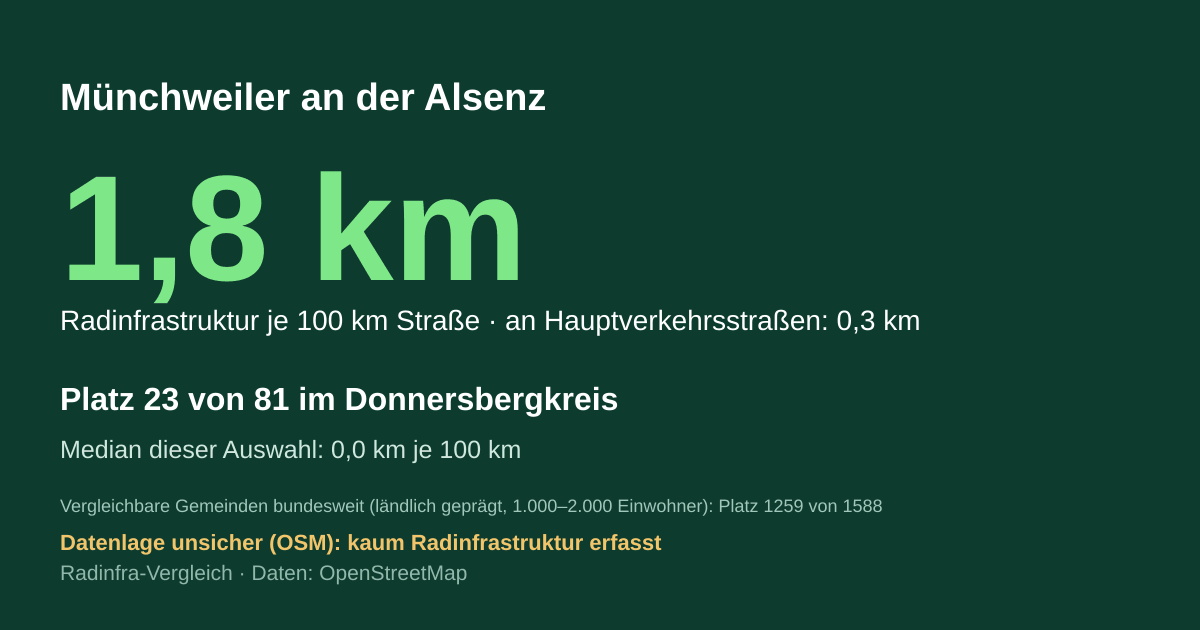 Münchweiler an der Alsenz
1,8 km
Radinfrastruktur je 100 km Straße · an Hauptverkehrsstraßen: 0,3 km
Platz 23 von 81 im Donnersbergkreis
Median dieser Auswahl: 0,0 km je 100 km
Vergleichbare Gemeinden bundesweit (ländlich geprägt, 1.000–2.000 Einwohner): Platz 1259 von 1588
Datenlage unsicher (OSM): kaum Radinfrastruktur erfasst
Radinfra-Vergleich · Daten: OpenStreetMap